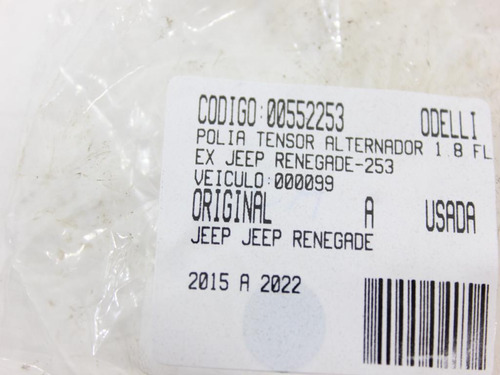 CODIGO:00552253 ODELLI
POLIA TENSOR ALTERNADOR 1.8 FL
EX JEEP RENEGADE-253
VEICULO:000099
ORIGINAL A USADA
JEEP JEEP RENEGADE
2015 A 2022